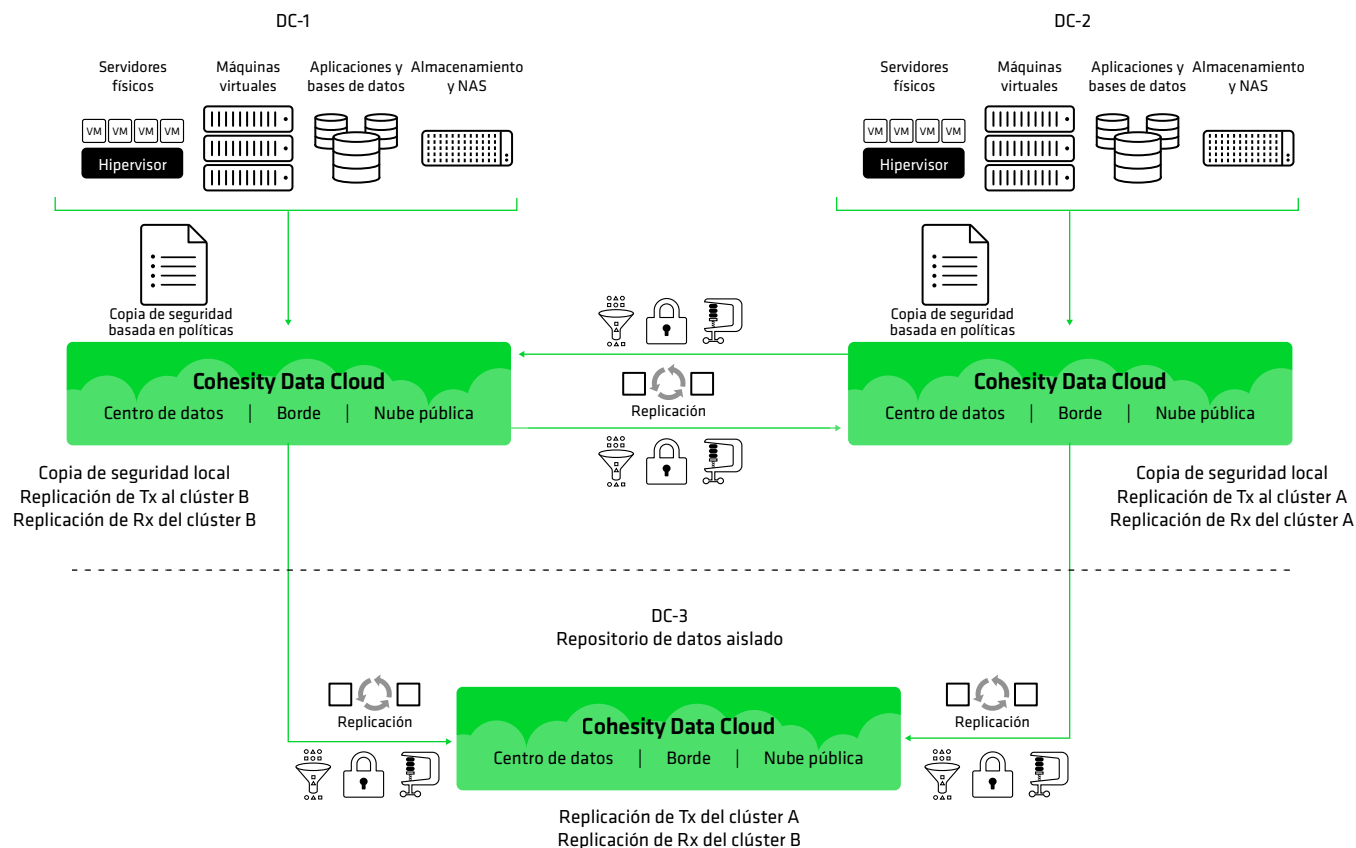 DC-1
DC-2
Servidores
físicos
Máquinas
virtuales
Aplicaciones y
bases de datos
Almacenamiento
y NAS
VM VM VM VM
Hipervisor
Servidores
físicos
Máquinas
virtuales
Aplicaciones y
bases de datos
Almacenamiento
y NAS
VM VM VM VM
Hipervisor
Copia de seguridad
basada en políticas
Copia de seguridad
basada en políticas
Cohesity Data Cloud
Centro de datos | Borde | Nube pública
Replicación
Cohesity Data Cloud
Centro de datos | Borde | Nube pública
Copia de seguridad local
Replicación de Tx al clúster B
Replicación de Rx del clúster B
Copia de seguridad local
Replicación de Tx al clúster A
Replicación de Rx del clúster A
DC-3
Repositorio de datos aislado
Replicación
Cohesity Data Cloud
Centro de datos | Borde | Nube pública
Replicación
Replicación de Tx del clúster A
Replicación de Rx del clúster B